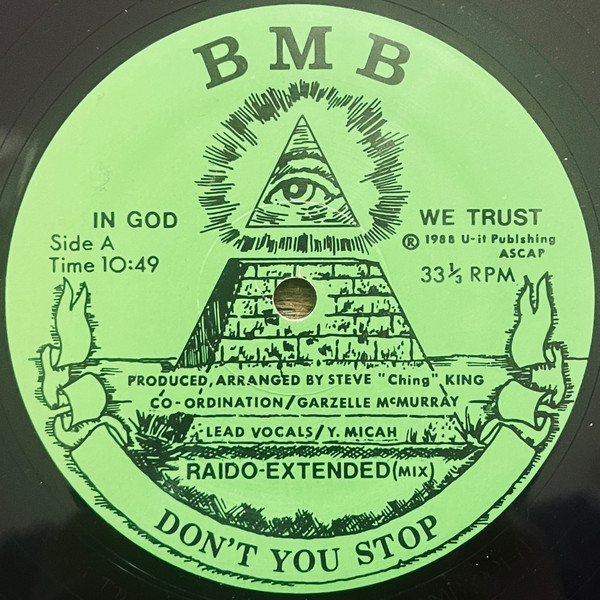 BMB
IN GOD WE TRUST
Side A
Time 10:49
® 1988 U-it Publshing
ASCAP
33⅓ RPM
PRODUCED, ARRANGED BY STEVE "Ching" KING
CO-ORDINATION/GARZELLE McMURRAY
LEAD VOCALS/Y. MICAH
RAIDO-EXTENDED(MIX)
DON'T YOU STOP